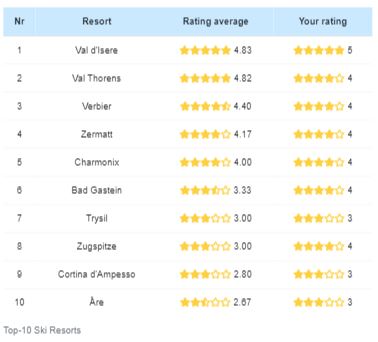 Nr Resort Rating average Your rating
1 Val d'Isere 4.83 5
2 Val Thorens 4.82 4
3 Verbier 4.40 4
4 Zermatt 4.17 4
5 Charmonix 4.00 4
6 Bad Gastein 3.33 4
7 Trysil 3.00 3
8 Zugspitze 3.00 4
9 Cortina d'Ampesso 2.80 3
10 Åre 2.67 3
Top-10 Ski Resorts